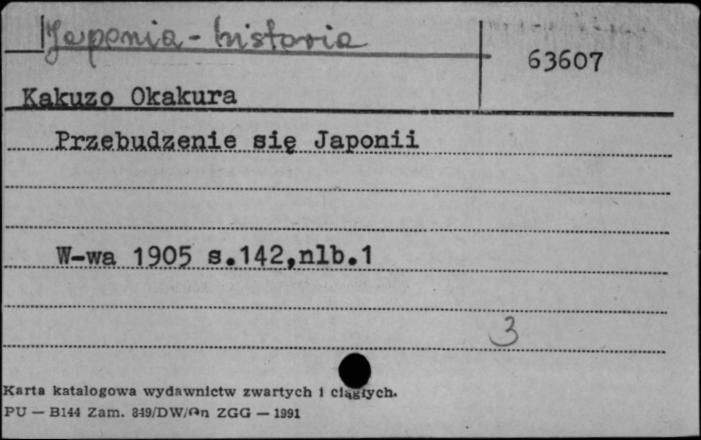 Japonia - historia
63607
Kakuzo Okakura
Przebudzenie się Japonii
W-wa 1905 s.142,nlb.1
3
Karta katalogowa wydawnictw zwartych i ciągłych.
PU — B144 Zam. 849/DW/On ZGG — 1991